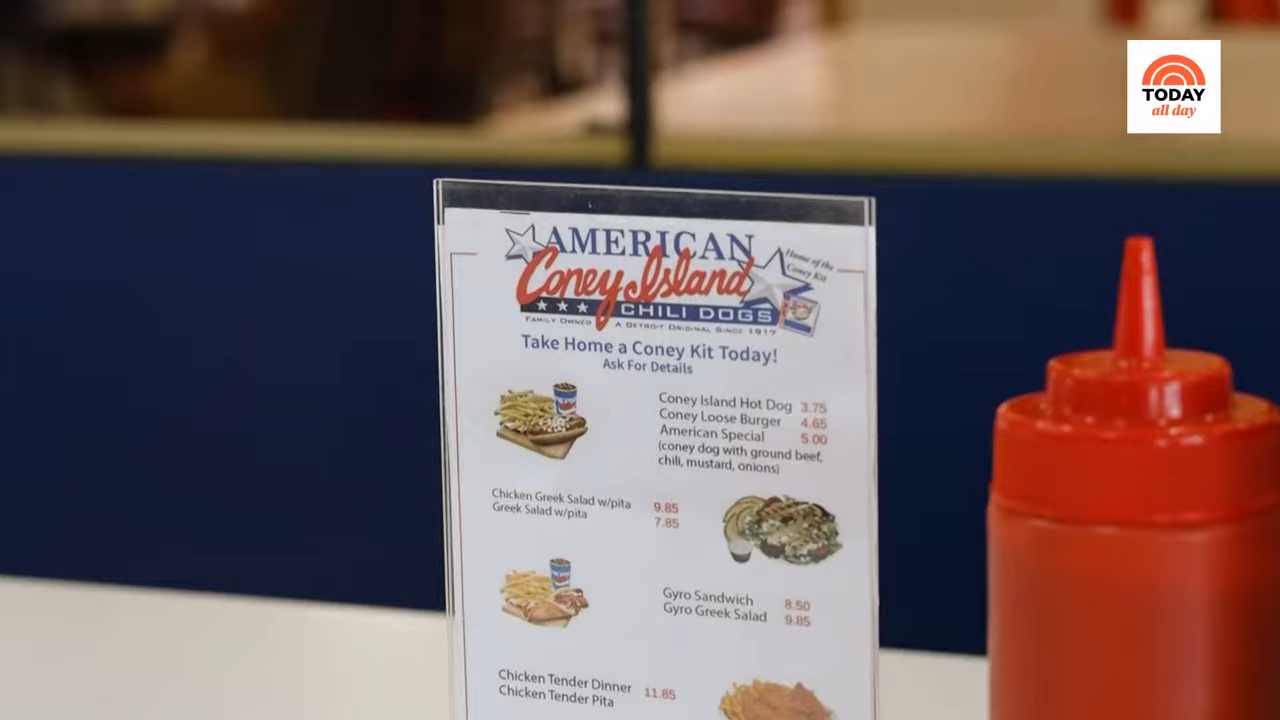 TODAY
all day
AMERICAN
Home of the
Coney Kit
Coney Island
CHILI DOGS
FAMILY OWNED A DETROIT ORIGINAL SINCE 1917
Take Home a Coney Kit Today!
Ask For Details
Coney Island Hot Dog 3.75
Coney Loose Burger 4.65
American Special 5.00
(coney dog with ground beef,
chili, mustard, onions)
Chicken Greek Salad w/pita 9.85
Greek Salad w/pita 7.85
Gyro Sandwich 8.50
Gyro Greek Salad 9.85
Chicken Tender Dinner 11.85
Chicken Tender Pita